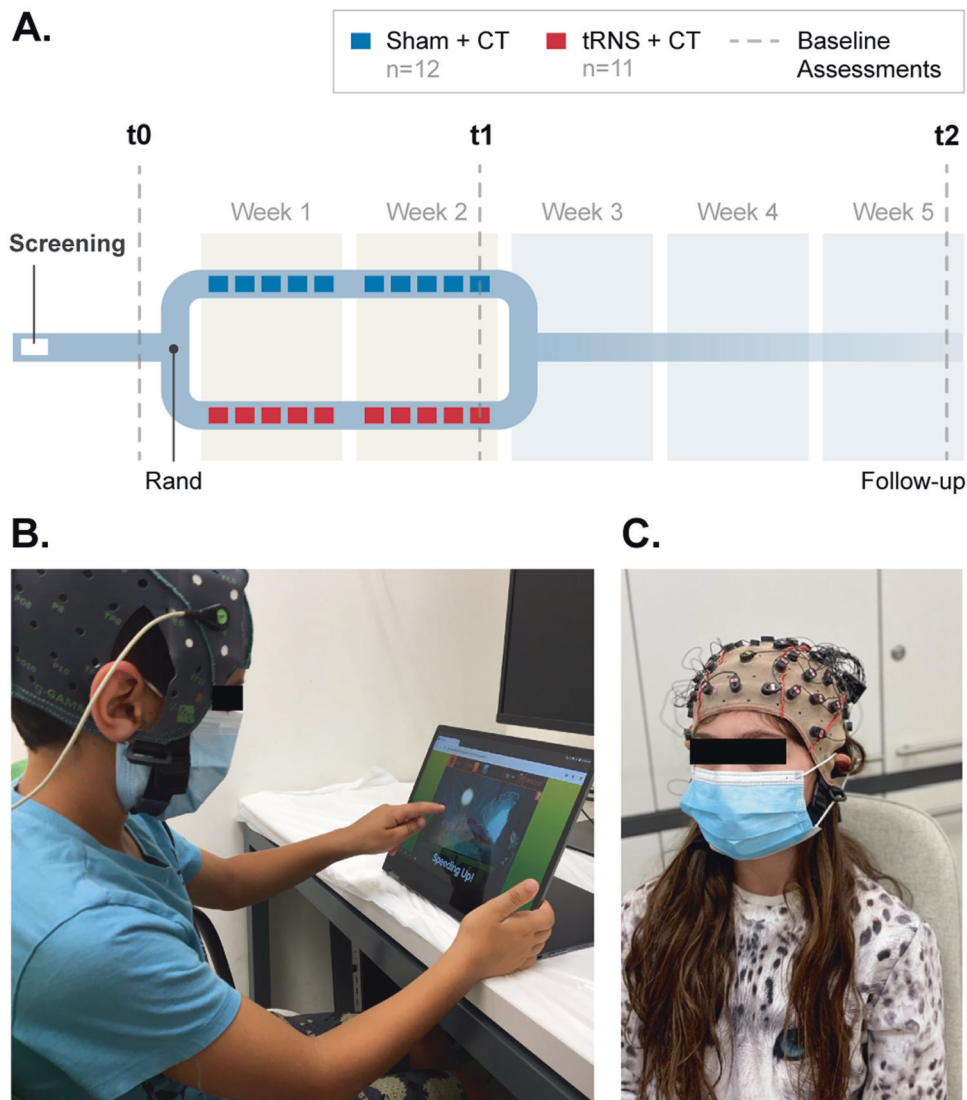 A.
Sham + CT
n=12
tRNS + CT
n=11
Baseline
Assessments
t0
t1
t2
Week 1
Week 2
Week 3
Week 4
Week 5
Screening
Rand
Follow-up
B.
C.
Speeding Up!
g.GAMM